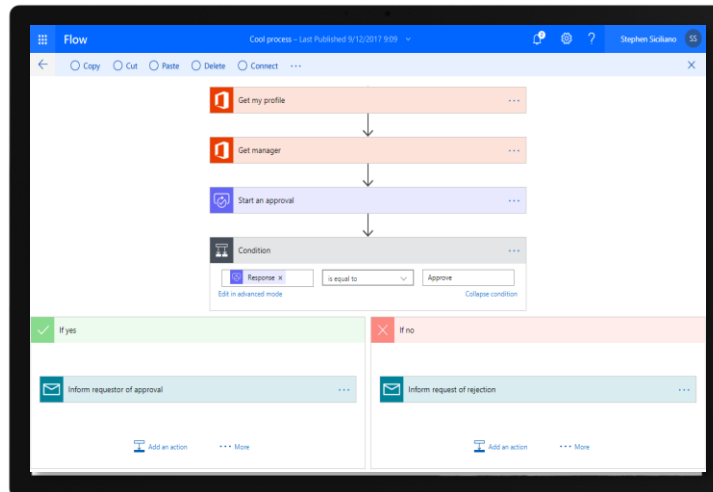 Flow
Cool process – Last Published 9/12/2017 9:09
?
Stephen Siciliano
SS
Copy
Cut
Paste
Delete
Connect
Get my profile
Get manager
Start an approval
Condition
Response x
is equal to
Approve
Edit in advanced mode
Collapse condition
If yes
If no
Inform requestor of approval
Inform request of rejection
Add an action
More
Add an action
More